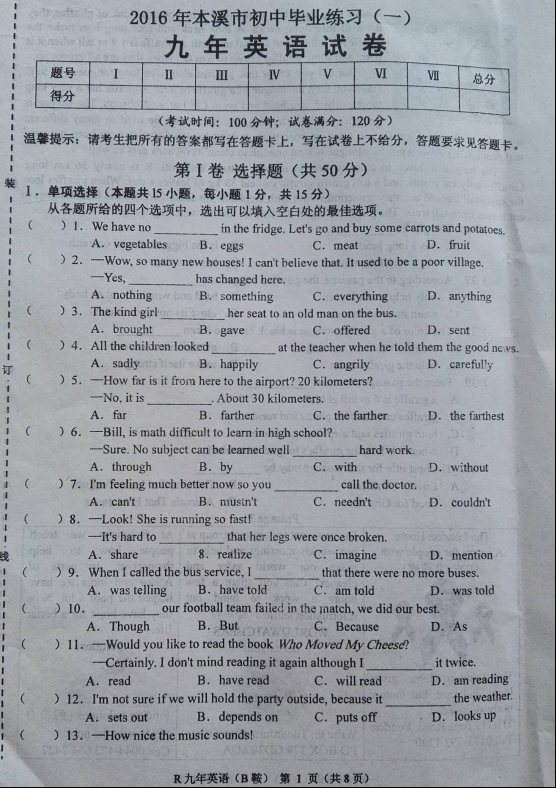 2016年本溪市初中毕业练习（一）
九年英语试卷
题号 I II III IV V VI VII 总分
得分
（考试时间：100分钟；试卷满分：120分）
温馨提示：请考生把所有的答案都写在答题卡上，写在试卷上不给分，答题要求见答题卡。
第Ⅰ卷 选择题（共50分）
装
Ⅰ．单项选择（本题共15小题，每小题1分，共15分）
从各题所给的四个选项中，选出可以填入空白处的最佳选项。
（ ）1. We have no ________ in the fridge. Let's go and buy some carrots and potatoes.
A．vegetables B．eggs C．meat D．fruit
（ ）2. —Wow, so many new houses! I can't believe that. It used to be a poor village.
—Yes, ________ has changed here.
A．nothing B．something C．everything D．anything
（ ）3. The kind girl ________ her seat to an old man on the bus.
A．brought B．gave C．offered D．sent
（ ）4. All the children looked ________ at the teacher when he told them the good news.
A．sadly B．happily C．angrily D．carefully
订
（ ）5. —How far is it from here to the airport? 20 kilometers?
—No, it is ________. About 30 kilometers.
A．far B．farther C．the farther D．the farthest
（ ）6. —Bill, is math difficult to learn in high school?
—Sure. No subject can be learned well ________ hard work.
A．through B．by C．with D．without
（ ）7. I'm feeling much better now so you ________ call the doctor.
A．can't B．mustn't C．needn't D．couldn't
（ ）8. —Look! She is running so fast!
—It's hard to ________ that her legs were once broken.
A．share 8．realize C．imagine D．mention
线
（ ）9. When I called the bus service, I ________ that there were no more buses.
A．was telling B．have told C．am told D．was told
（ ）10. ________ our football team failed in the match, we did our best.
A．Though B．But C．Because D．As
（ ）11. —Would you like to read the book Who Moved My Cheese?
—Certainly. I don't mind reading it again although I ________ it twice.
A．read B．have read C．will read D．am reading
（ ）12. I'm not sure if we will hold the party outside, because it ________ the weather.
A．sets out B．depends on C．puts off D．looks up
（ ）13. —How nice the music sounds!
R九年英语（B鞍） 第 1 页（共8页）